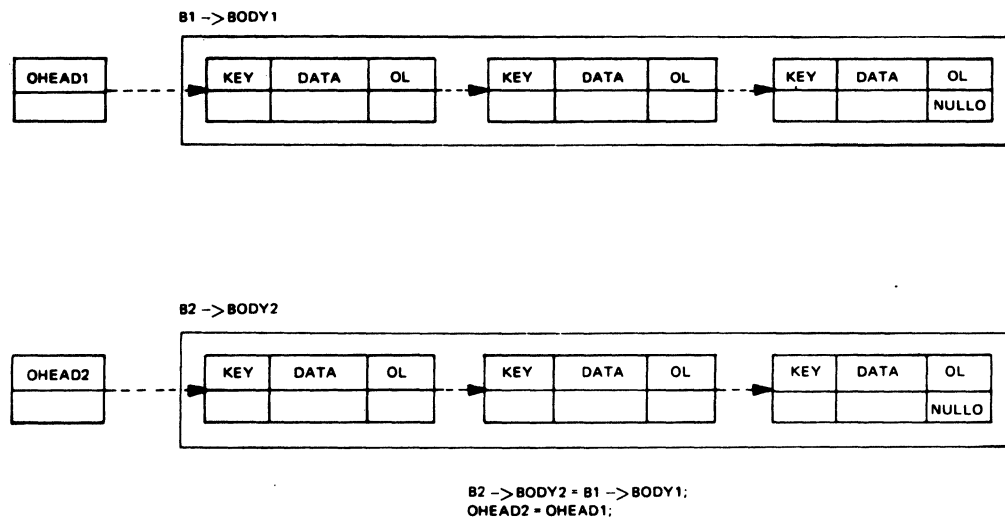 B1 -> BODY1
OHEAD1
KEY DATA OL KEY DATA OL KEY DATA OL
NULLO
B2 -> BODY2
OHEAD2
KEY DATA OL KEY DATA OL KEY DATA OL
NULLO
B2 -> BODY2 = B1 -> BODY1;
OHEAD2 = OHEAD1;